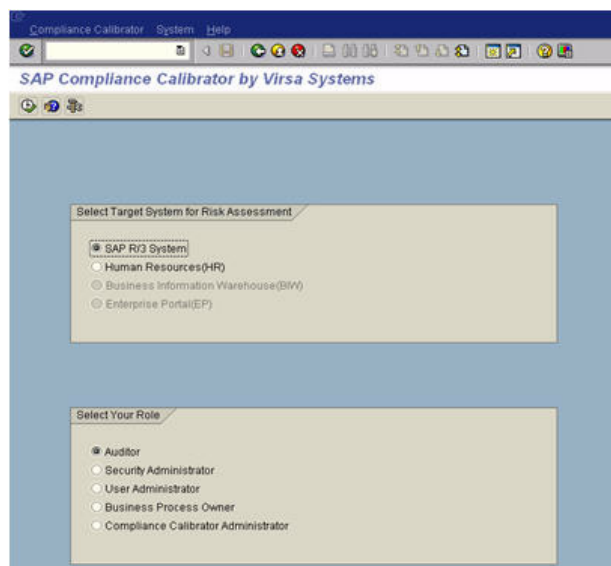 Compliance Calibrator System Help
SAP Compliance Calibrator by Virsa Systems
Select Target System for Risk Assessment
SAP R/3 System
Human Resources(HR)
Business Information Warehouse(BIW)
Enterprise Portal(EP)
Select Your Role
Auditor
Security Administrator
User Administrator
Business Process Owner
Compliance Calibrator Administrator